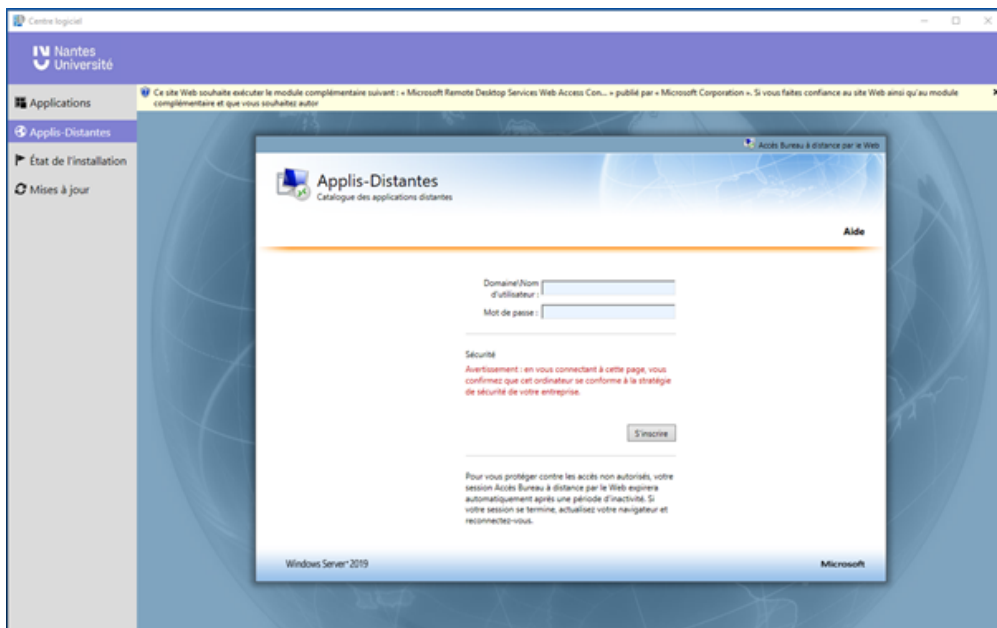 Centre logiciel
Nantes
Université
Applications
Applis-Distantes
État de l'installation
Mises à jour
Ce site Web souhaite exécuter le module complémentaire suivant : « Microsoft Remote Desktop Services Web Access Con... » publié par « Microsoft Corporation ». Si vous faites confiance au site Web ainsi qu'au module
complémentaire et que vous souhaitez autor
Accès Bureau à distance par le Web
Applis-Distantes
Catalogue des applications distantes
Aide
Domaine\Nom
d'utilisateur :
Mot de passe :
Sécurité
Avertissement : en vous connectant à cette page, vous
confirmez que cet ordinateur se conforme à la stratégie
de sécurité de votre entreprise.
S'inscrire
Pour vous protéger contre les accès non autorisés, votre
session Accès Bureau à distance par le Web expirera
automatiquement après une période d'inactivité. Si
votre session se termine, actualisez votre navigateur et
reconnectez-vous.
Windows Server® 2019
Microsoft